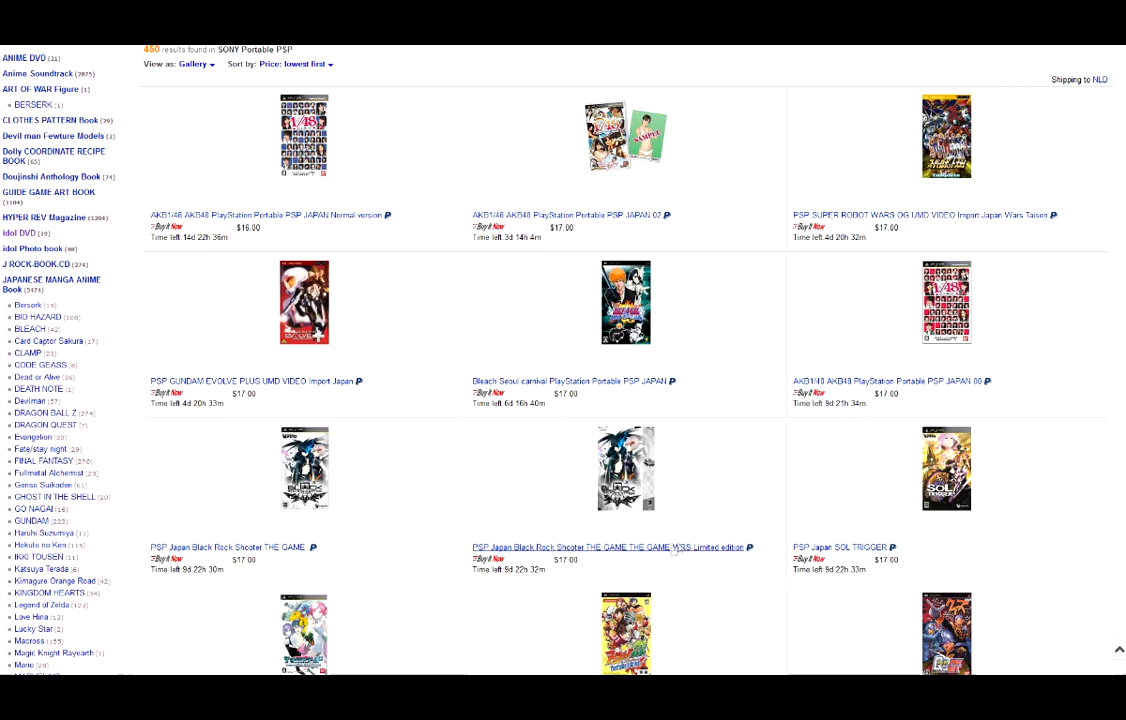 450 results found in SONY Portable PSP
View as: Gallery Sort by: Price: lowest first
Shipping to NLD
ANIME DVD (21)
Anime Soundtrack (2875)
ART OF WAR Figure (1)
BERSERK (1)
CLOTHES PATTERN Book (29)
Devil man Fewture Models (2)
Dolly COORDINATE RECIPE
BOOK (65)
Doujinshi Anthology Book (74)
GUIDE GAME ART BOOK
(1184)
HYPER REV Magazine (1284)
idol DVD (19)
idol Photo book (88)
J ROCK-BOOK.CD (274)
JAPANESE MANGA ANIME
Book (5474)
Berserk (19)
BIO HAZARD (108)
BLEACH (42)
Card Captor Sakura (17)
CLAMP (23)
CODE GEASS (8)
Dead or Alive (36)
DEATH NOTE (1)
Devilman (57)
DRAGON BALL Z (274)
DRAGON QUEST (7)
Evangelion (30)
Fate/stay night (29)
FINAL FANTASY (270)
Fullmetal Alchemist (23)
Genso Suikoden (61)
GHOST IN THE SHELL (20)
GO NAGAI (16)
GUNDAM (223)
Haruhi Suzumiya (11)
Hokuto no Ken (115)
IKKI TOUSEN (11)
Katsuya Terada (6)
Kimagure Orange Road (42)
KINGDOM HEARTS (34)
Legend of Zelda (123)
Love Hina (13)
Lucky Star (2)
Macross (155)
Magic Knight Rayearth (1)
Mario (28)
AKB1/48 AKB48 PlayStation Portable PSP JAPAN Normal version
Buy It Now $16.00
Time left: 14d 22h 36m
AKB1/48 AKB48 PlayStation Portable PSP JAPAN 02
Buy It Now $17.00
Time left: 3d 14h 4m
PSP SUPER ROBOT WARS OG UMD VIDEO Import Japan Wars Taisen
Buy It Now $17.00
Time left: 4d 20h 32m
PSP GUNDAM EVOLVE PLUS UMD VIDEO Import Japan
Buy It Now $17.00
Time left: 4d 20h 33m
Bleach Seoul carnival PlayStation Portable PSP JAPAN
Buy It Now $17.00
Time left: 6d 16h 40m
AKB1/48 AKB48 PlayStation Portable PSP JAPAN 00
Buy It Now $17.00
Time left: 9d 21h 34m
PSP Japan Black Rock Shooter THE GAME
Buy It Now $17.00
Time left: 9d 22h 30m
PSP Japan Black Rock Shooter THE GAME THE GAME RS Limited edition
Buy It Now $17.00
Time left: 9d 22h 32m
PSP Japan SOL TRIGGER
Buy It Now $17.00
Time left: 9d 22h 33m
1/48
SAMPLE
1/48
SOL
TRIGGER